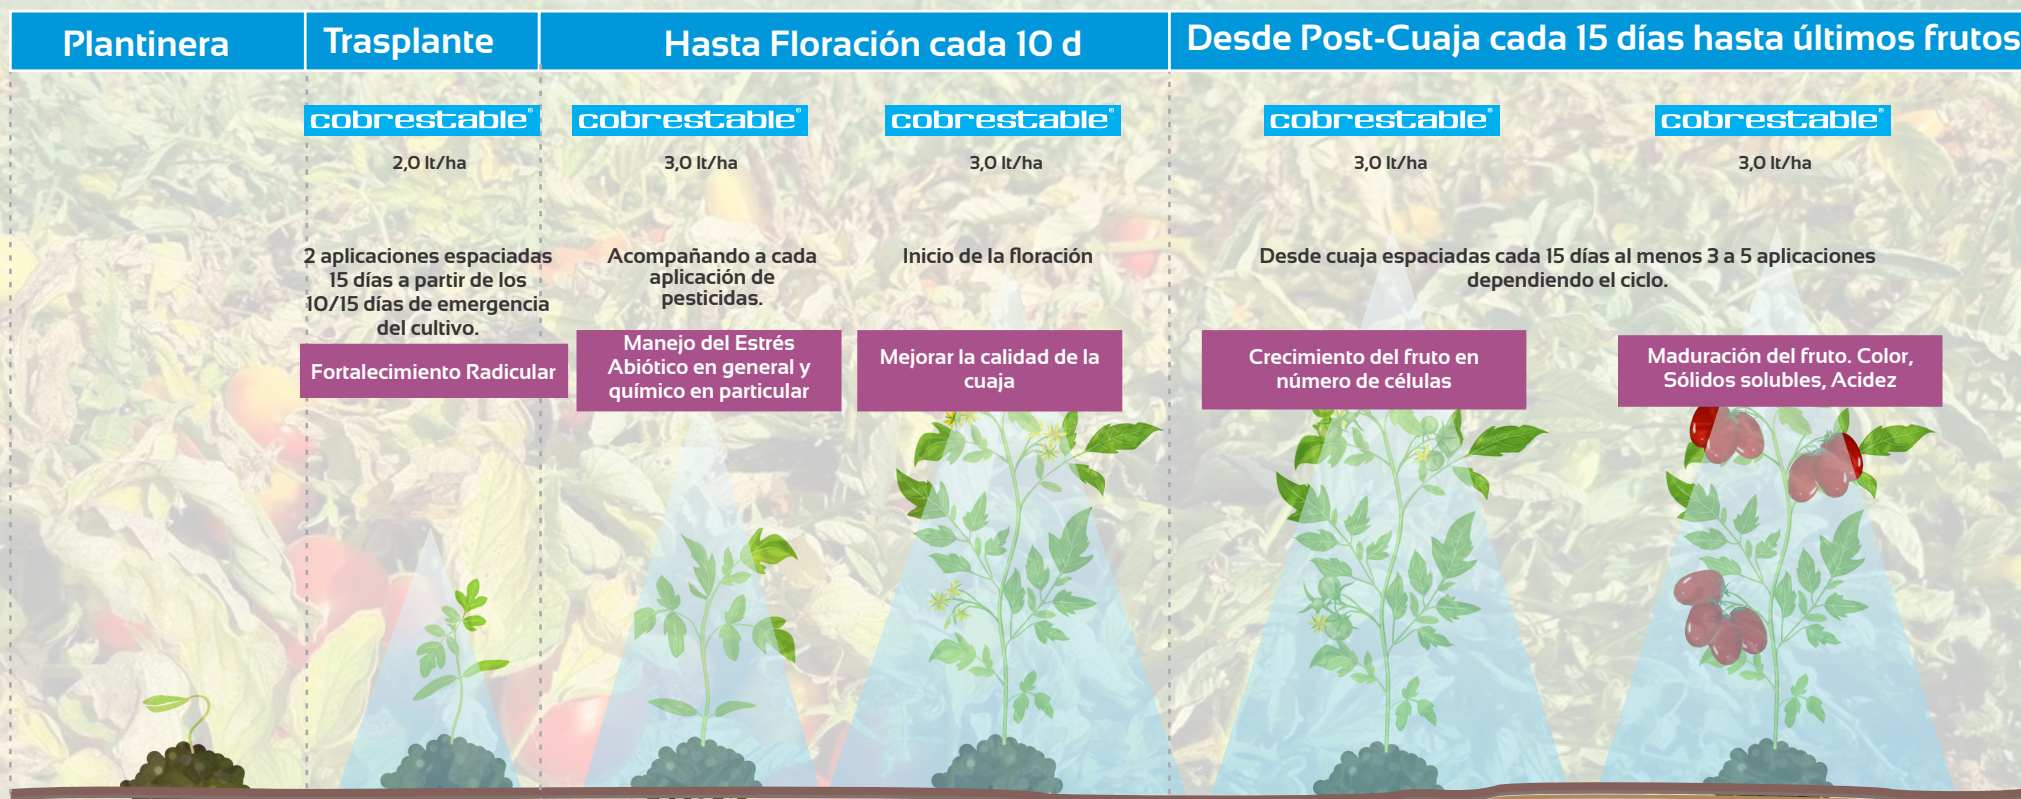 Plantinera
Trasplante
Hasta Floración cada 10 d
Desde Post-Cuaja cada 15 días hasta últimos frutos
cobrestable®
2,0 lt/ha
2 aplicaciones espaciadas
15 días a partir de los
10/15 días de emergencia
del cultivo.
Fortalecimiento Radicular
cobrestable®
3,0 lt/ha
Acompañando a cada
aplicación de
pesticidas.
Manejo del Estrés
Abiótico en general y
químico en particular
cobrestable®
3,0 lt/ha
Inicio de la floración
Mejorar la calidad de la
cuaja
cobrestable®
3,0 lt/ha
cobrestable®
3,0 lt/ha
Desde cuaja espaciadas cada 15 días al menos 3 a 5 aplicaciones
dependiendo el ciclo.
Crecimiento del fruto en
número de células
Maduración del fruto. Color,
Sólidos solubles, Acidez